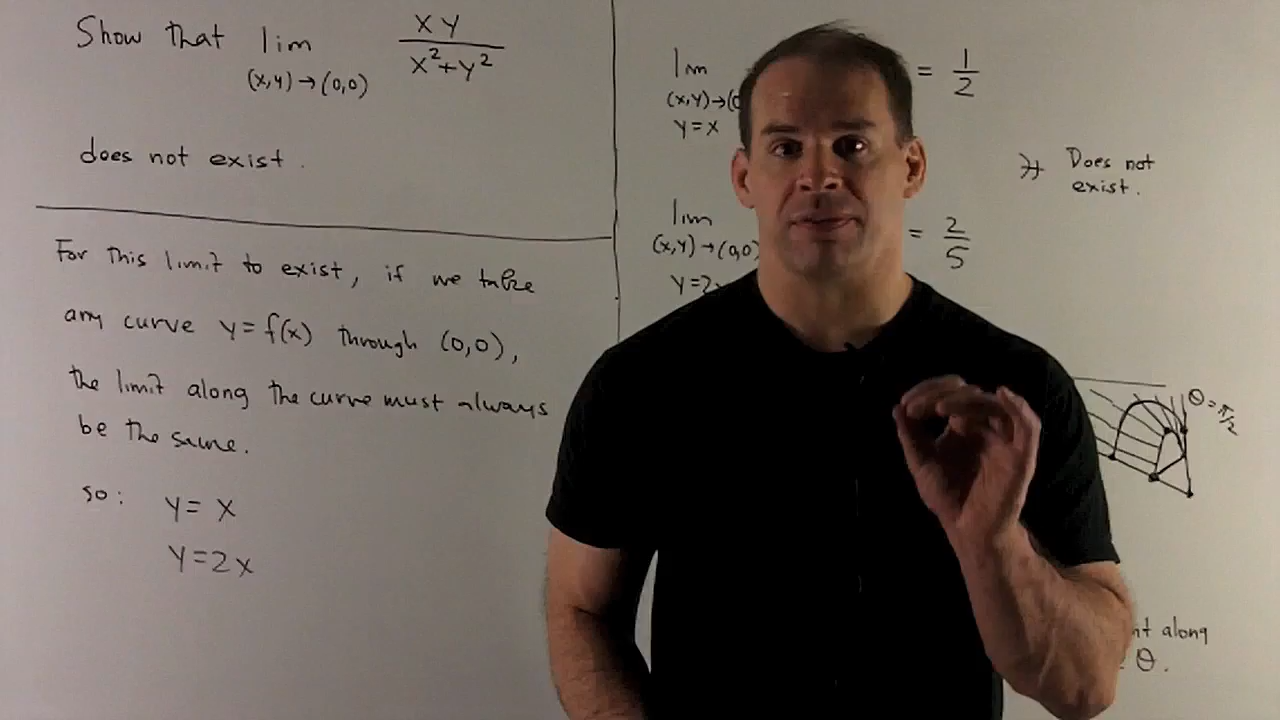 Show that lim xy / x²+y²
(x,y)→(0,0)
does not exist.
For this limit to exist, if we take
any curve y=f(x) through (0,0),
the limit along the curve must always
be the same.
so: y=x
y=2x
lim = 1/2
(x,y)→(0
y=x
Does not
exist.
lim = 2/5
(x,y)→(0,0)
y=2
θ=π/2
along
θ.